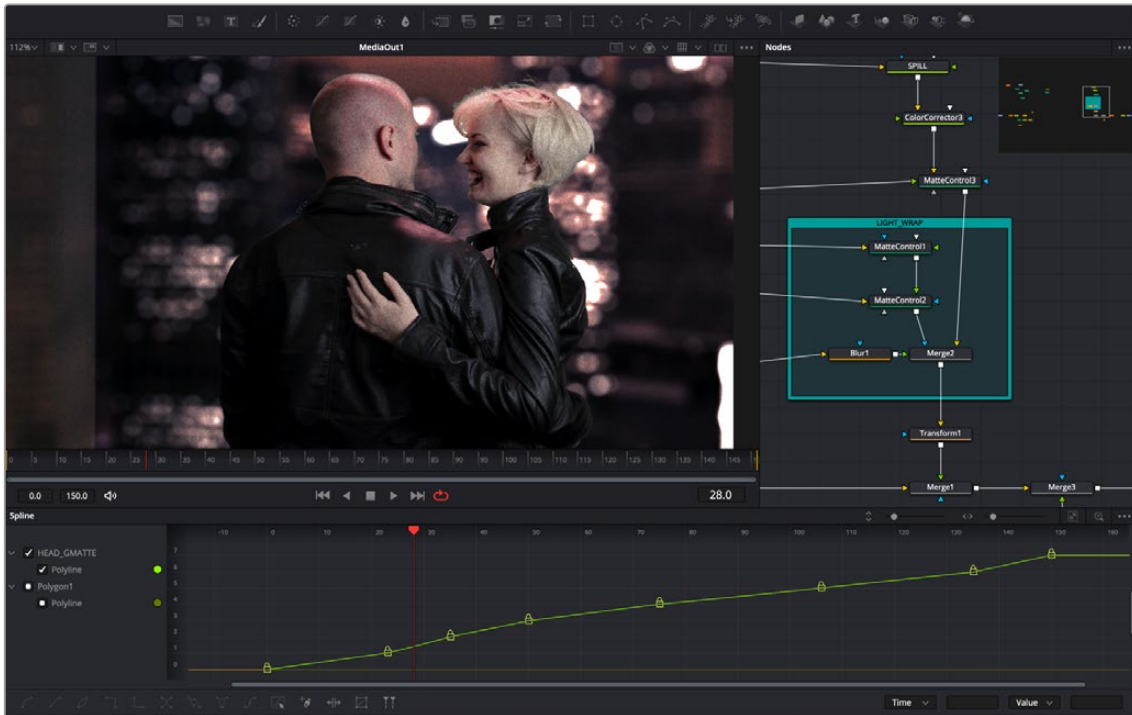 T
112%
MediaOut1
Nodes
SPILL
ColorCorrector3
MatteControl3
LIGHT_WRAP
MatteControl1
MatteControl2
Blur1
Merge2
Transform1
Merge1
Merge3
0 5 10 15 20 25 30 35 40 45 50 55 60 65 70 75 80 85 90 95 100 105 110 115 120 125 130 135 140 145
0.0 150.0
28.0
Spline
-10 0 10 20 30 40 50 60 70 80 90 100 110 120 130 140 150 160
HEAD_GMATTE
Polyline
Polygon1
Polyline
7
6
5
4
3
2
1
0
Time
Value